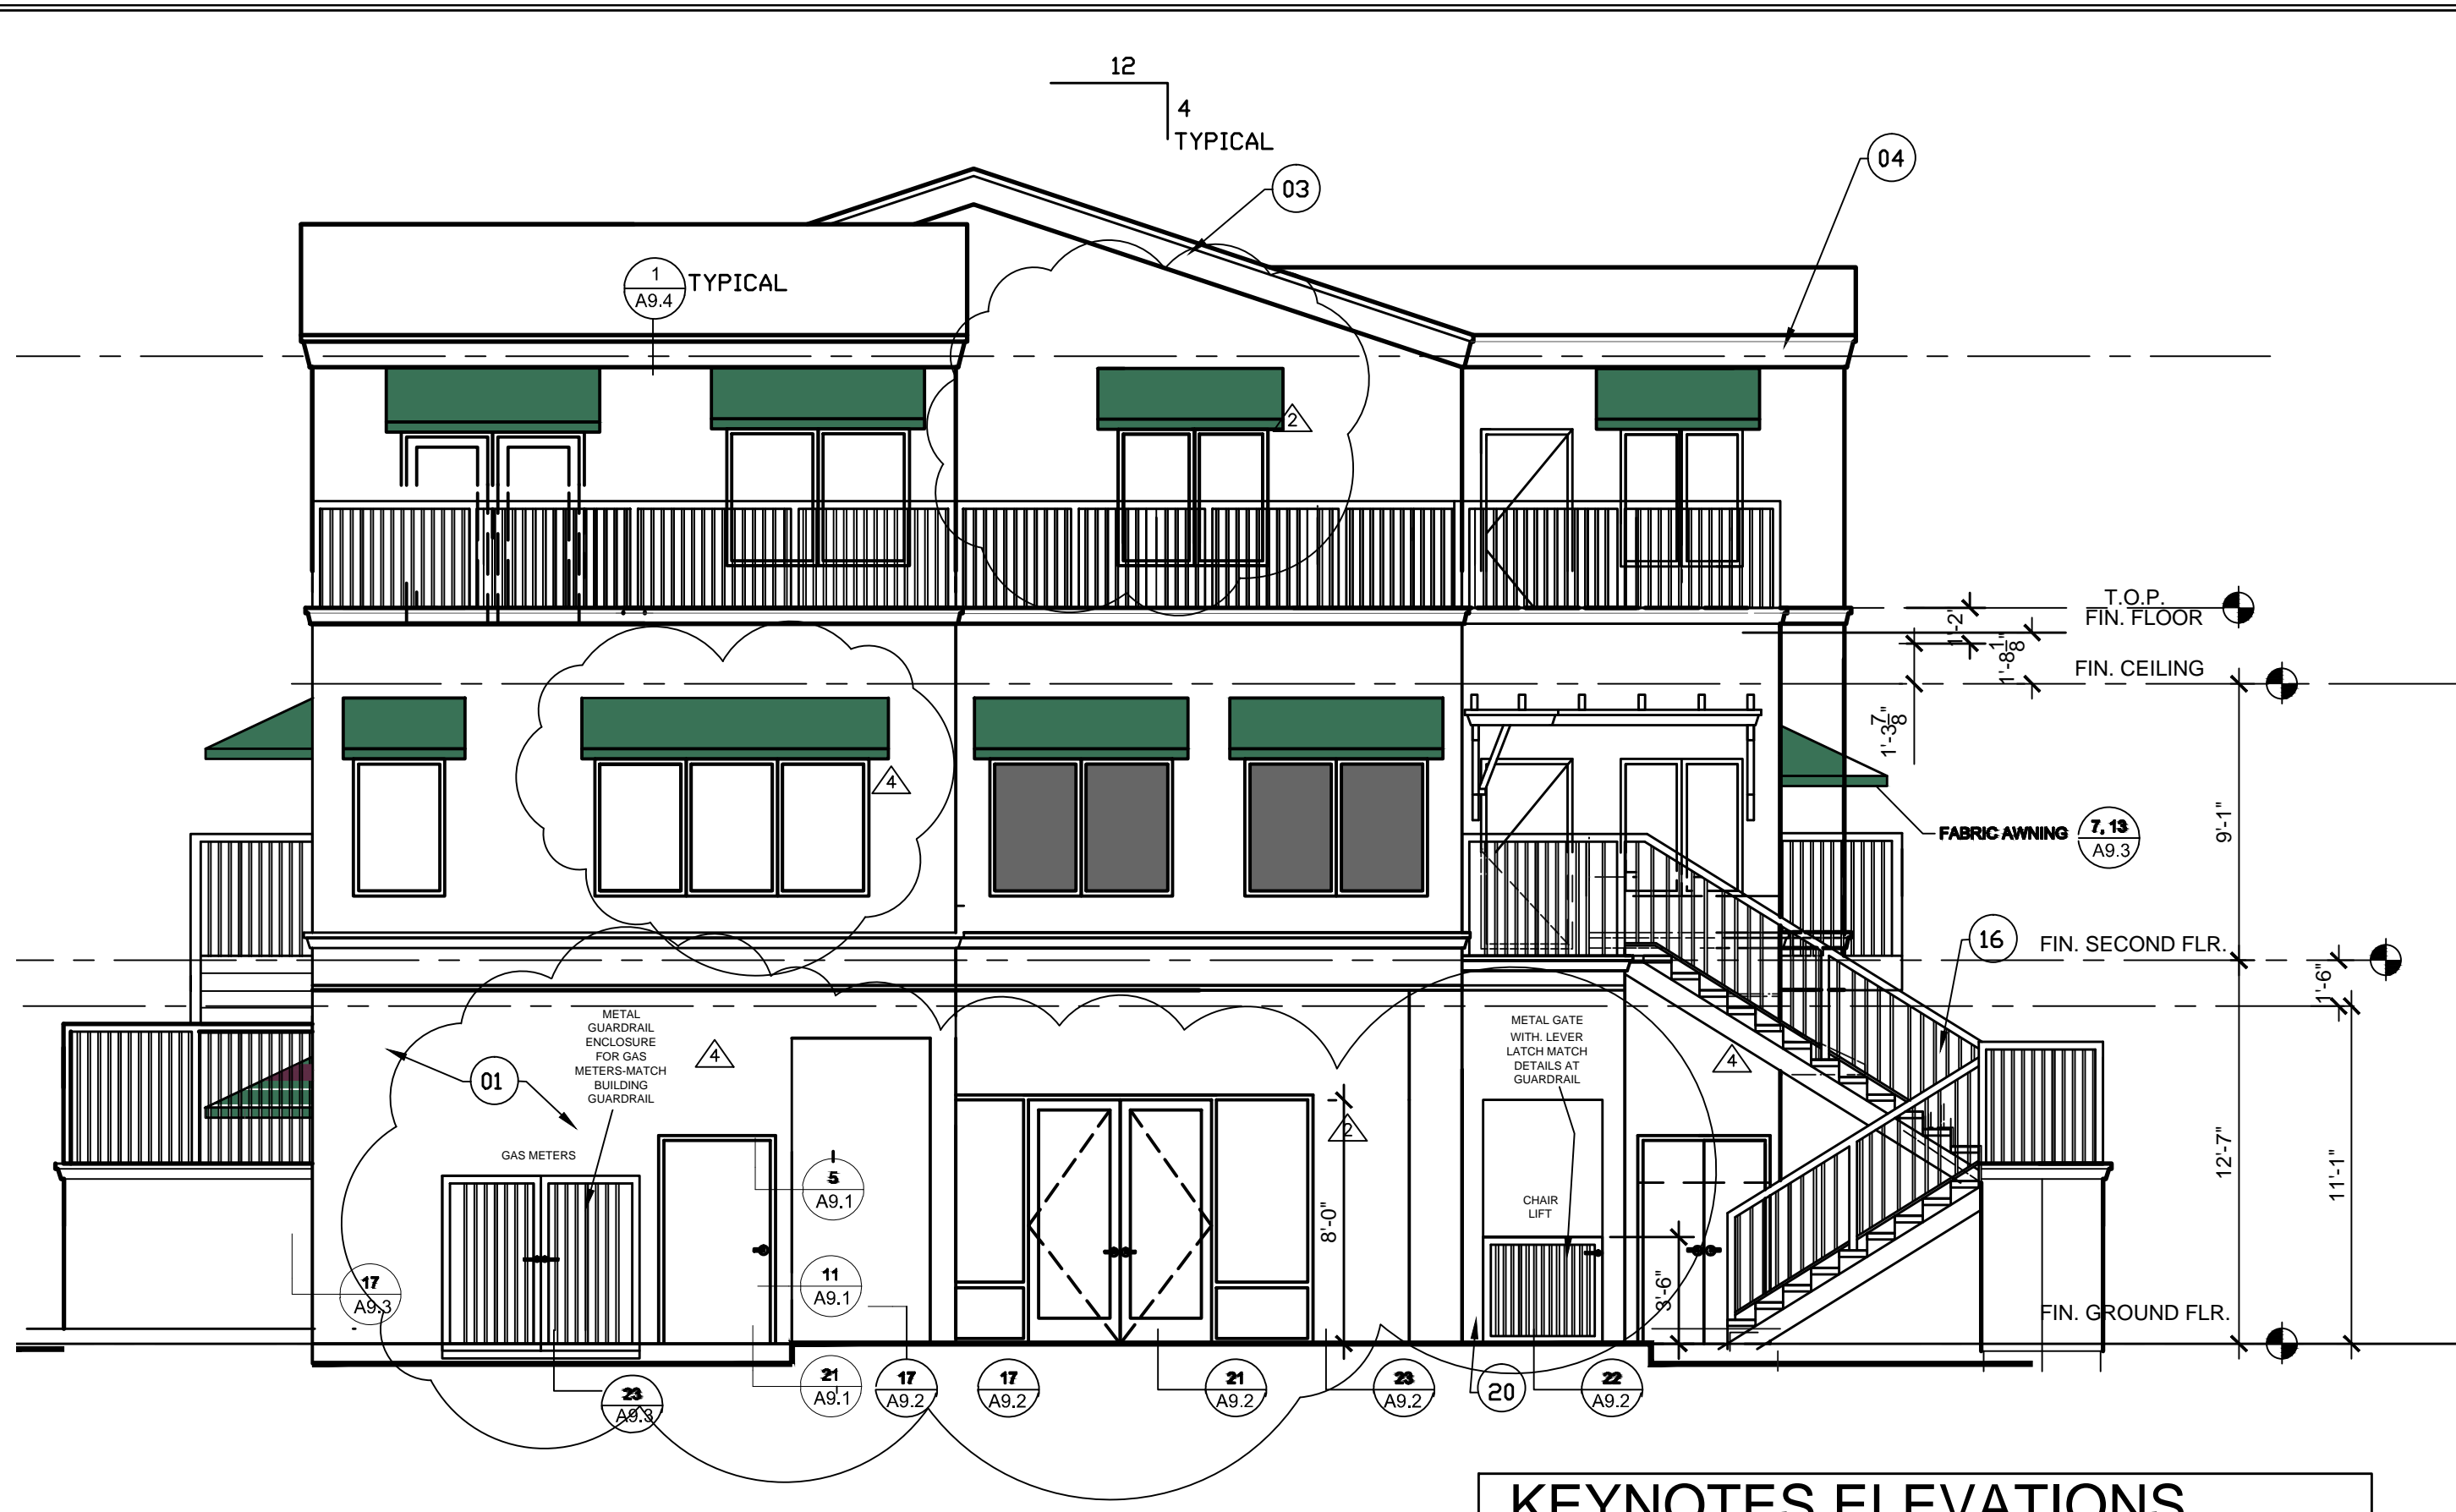 12
4
TYPICAL
04
03
1
A9.4
TYPICAL
2
T.O.P.
FIN. FLOOR
1'-2"
1'-8 1/8"
FIN. CEILING
1'-3 7/8"
4
FABRIC AWNING
7, 13
A9.3
9'-1"
16
FIN. SECOND FLR.
1'-6"
METAL
GUARDRAIL
ENCLOSURE
FOR GAS
METERS-MATCH
BUILDING
GUARDRAIL
4
METAL GATE
WITH. LEVER
LATCH MATCH
DETAILS AT
GUARDRAIL
4
01
2
GAS METERS
5
A9.1
12'-7"
11'-1"
CHAIR
LIFT
8'-0"
3'-6"
17
A9.3
11
A9.1
FIN. GROUND FLR.
23
A9.3
21
A9.1
17
A9.2
17
A9.2
21
A9.2
23
A9.2
20
22
A9.2
KEYNOTES ELEVATIONS